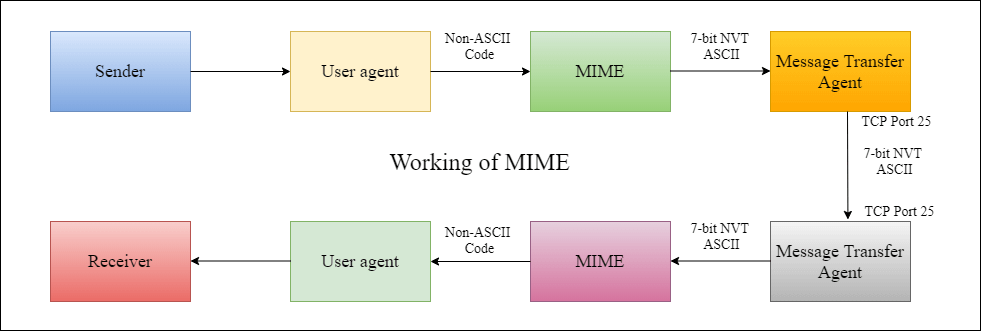 Sender
User agent
Non-ASCII
Code
MIME
7-bit NVT
ASCII
Message Transfer
Agent
TCP Port 25
7-bit NVT
ASCII
TCP Port 25
Working of MIME
Receiver
User agent
Non-ASCII
Code
MIME
7-bit NVT
ASCII
Message Transfer
Agent